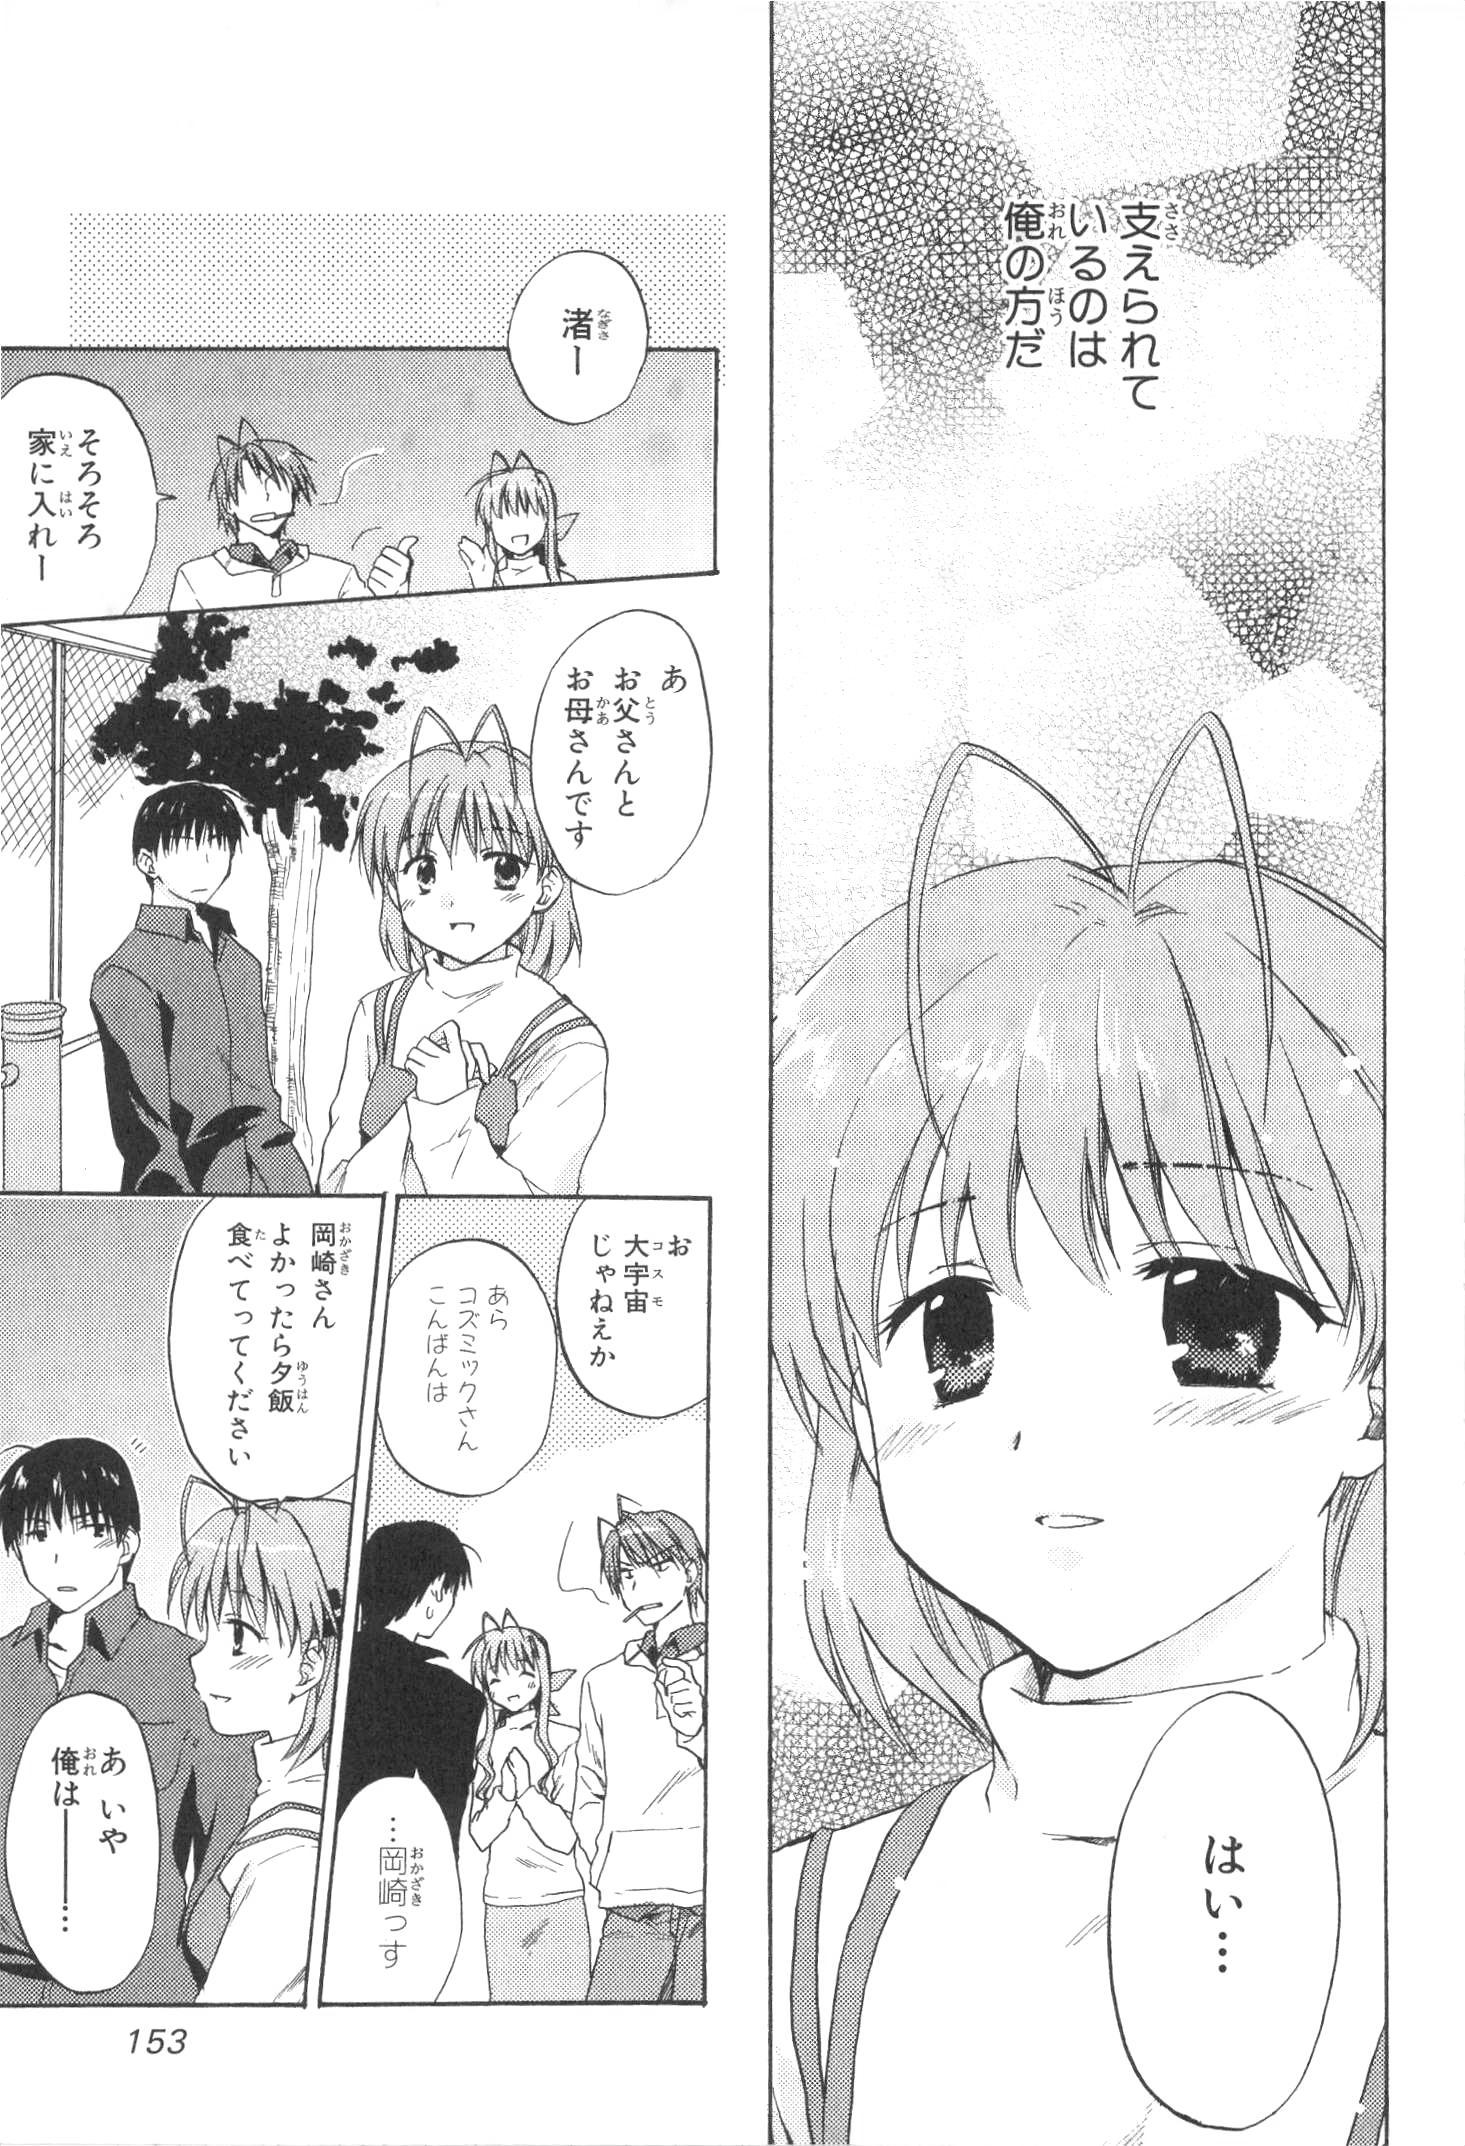 支えられて
いるのは
俺の方だ
はい…
渚ー
そろそろ
家に入れー
あ
お父さんと
お母さんです
お
大宇宙
じゃねえか
あら
コズミックさん
こんばんは
…岡崎っす
岡崎さん
よかったら夕飯
食べてってください
あ いや
俺は――……
153